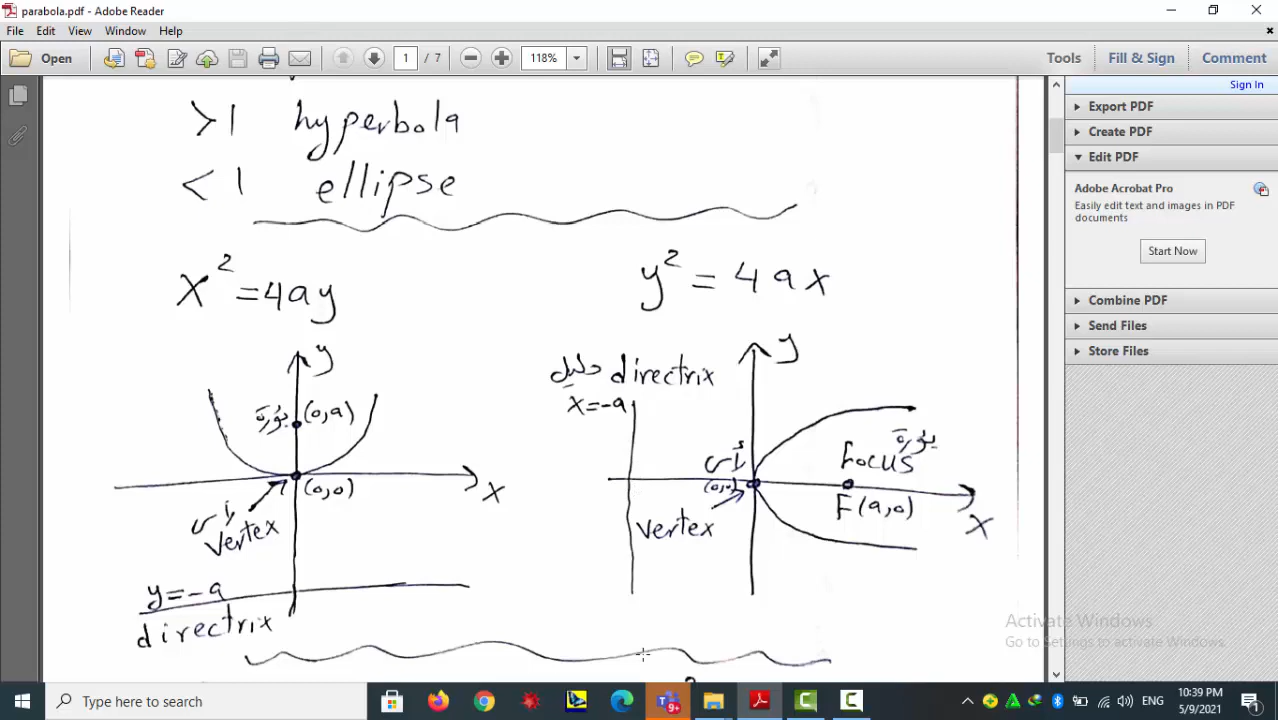 parabola.pdf - Adobe Reader
File Edit View Window Help
Open 1 / 7 118% Tools Fill & Sign Comment
Sign In
Export PDF
Create PDF
Edit PDF
Adobe Acrobat Pro
Easily edit text and images in PDF
documents
Start Now
Combine PDF
Send Files
Store Files
>1 hyperbola
<1 ellipse
x² = 4ay
y
بؤرة (0,a)
(0,0)
x
رأس
vertex
y = -a
directrix
y² = 4ax
y
دليل directrix
x = -a
رأس
(0,0)
vertex
بؤرة
focus
F(a,0)
x
Activate Windows
Go to Settings to activate Windows.
Type here to search
9+
ENG
10:39 PM
5/9/2021
1